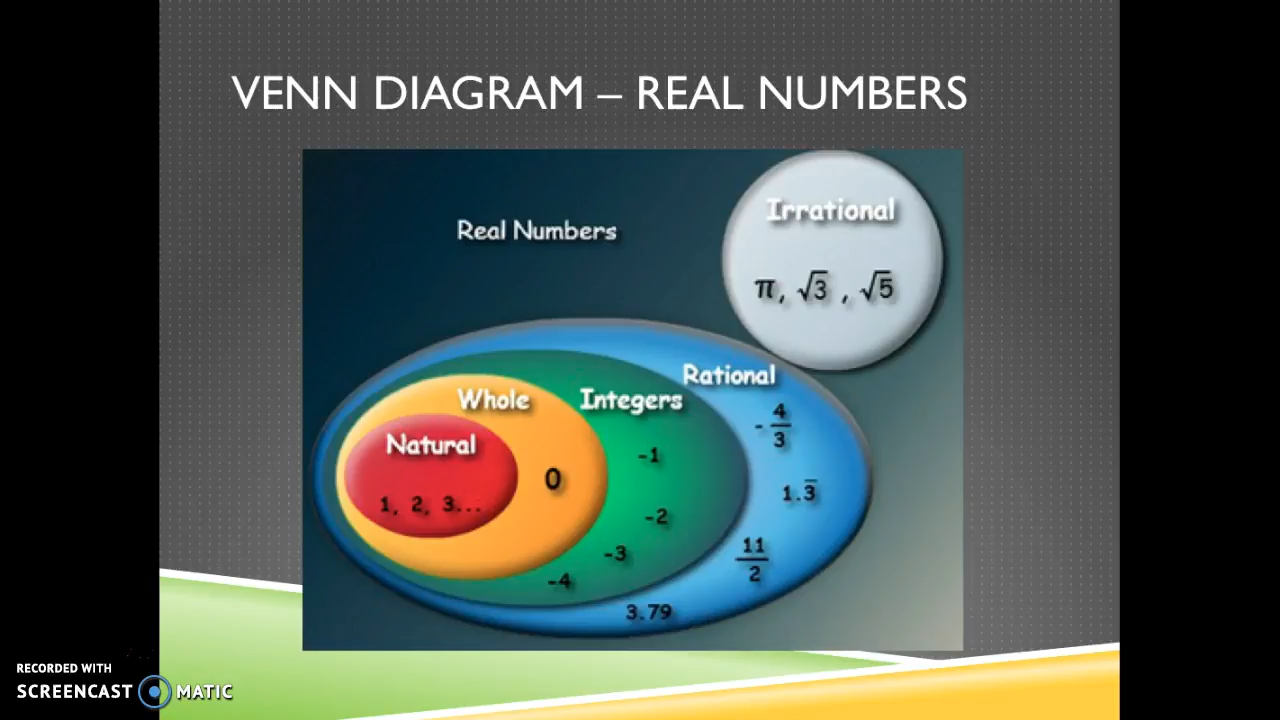 VENN DIAGRAM – REAL NUMBERS
Real Numbers
Irrational
π, √3 , √5
Rational
Integers
Whole
Natural
1, 2, 3...
0
-1
-2
-3
-4
- 4/3
1.3̅
11/2
3.79
RECORDED WITH
SCREENCAST MATIC